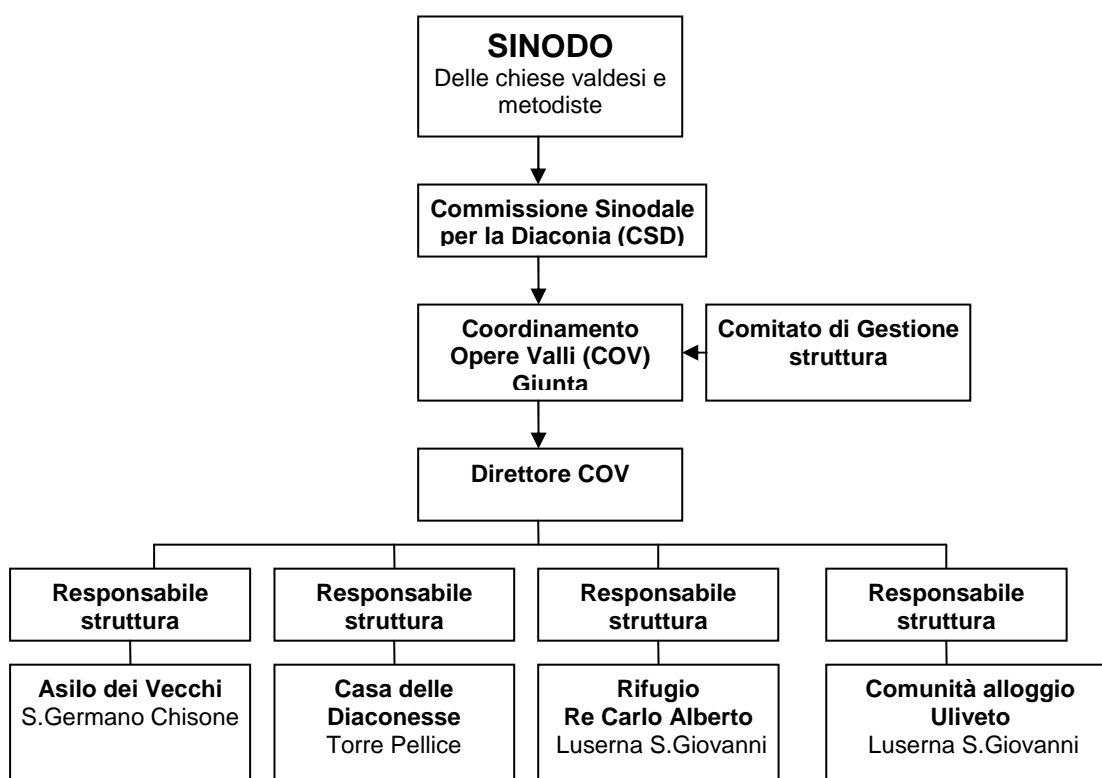 SINODO
Delle chiese valdesi e
metodiste
Commissione Sinodale
per la Diaconia (CSD)
Coordinamento
Opere Valli (COV)
Giunta
Comitato di Gestione
struttura
Direttore COV
Responsabile
struttura
Responsabile
struttura
Responsabile
struttura
Responsabile
struttura
Asilo dei Vecchi
S.Germano Chisone
Casa delle
Diaconesse
Torre Pellice
Rifugio
Re Carlo Alberto
Luserna S.Giovanni
Comunità alloggio
Uliveto
Luserna S.Giovanni